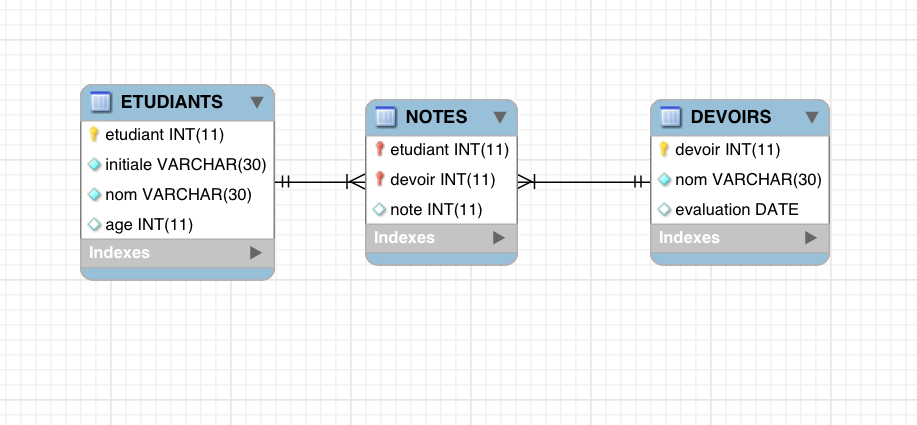 ETUDIANTS
etudiant INT(11)
initiale VARCHAR(30)
nom VARCHAR(30)
age INT(11)
Indexes
NOTES
etudiant INT(11)
devoir INT(11)
note INT(11)
Indexes
DEVOIRS
devoir INT(11)
nom VARCHAR(30)
evaluation DATE
Indexes